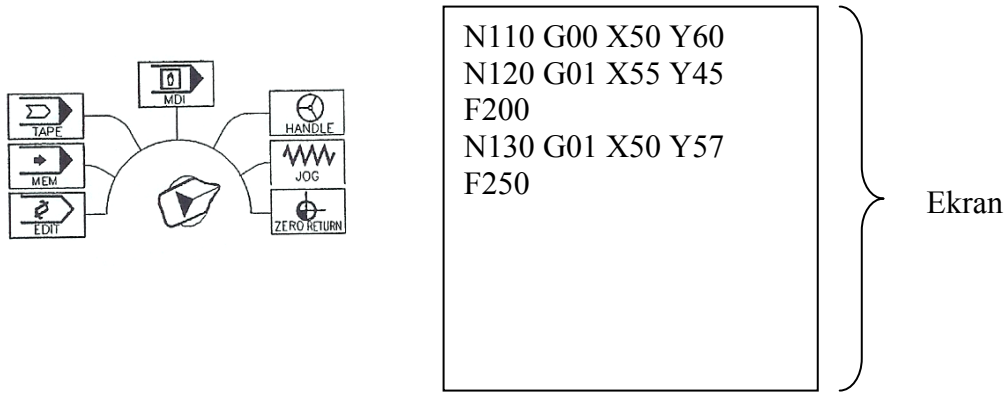 MDI
TAPE
MEM
EDIT
HANDLE
JOG
ZERO RETURN
N110 G00 X50 Y60
N120 G01 X55 Y45
F200
N130 G01 X50 Y57
F250
Ekran